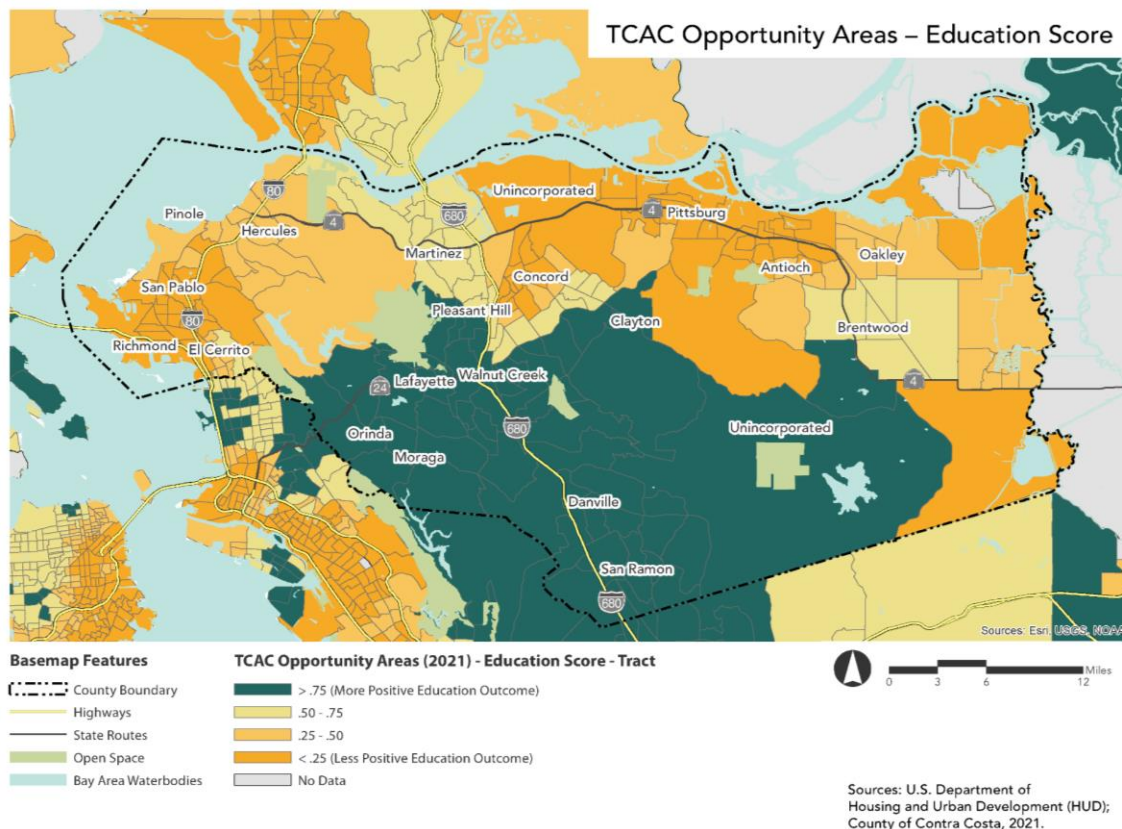 TCAC Opportunity Areas – Education Score
Unincorporated
80
4
Pittsburg
Pinole
680
4
Hercules
Martinez
Oakley
Concord
Antioch
San Pablo
Pleasant Hill
80
Clayton
Brentwood
Richmond
El Cerrito
Walnut Creek
4
Lafayette
24
680
Unincorporated
Orinda
Moraga
Danville
San Ramon
680
Sources: Esri, USGS, NOAA
Basemap Features
County Boundary
Highways
State Routes
Open Space
Bay Area Waterbodies
TCAC Opportunity Areas (2021) - Education Score - Tract
> .75 (More Positive Education Outcome)
.50 - .75
.25 - .50
< .25 (Less Positive Education Outcome)
No Data
Miles
0 3 6 12
Sources: U.S. Department of
Housing and Urban Development (HUD);
County of Contra Costa, 2021.